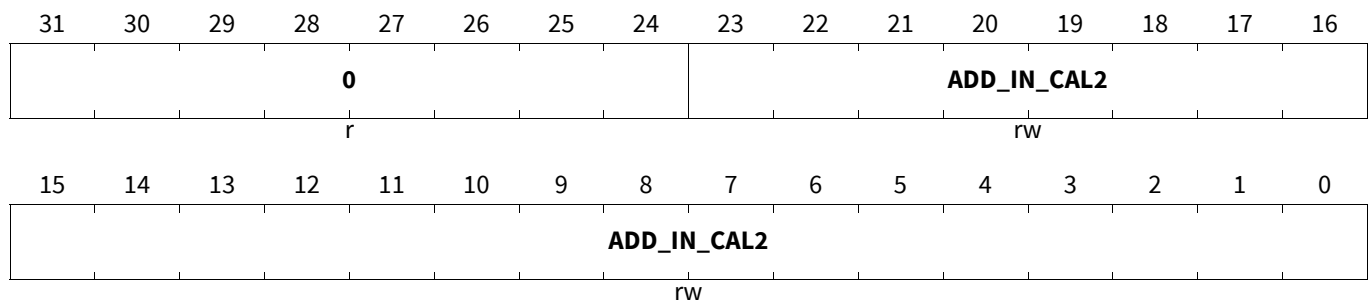 31 30 29 28 27 26 25 24 23 22 21 20 19 18 17 16
0 ADD_IN_CAL2
r rw
15 14 13 12 11 10 9 8 7 6 5 4 3 2 1 0
ADD_IN_CAL2
rw